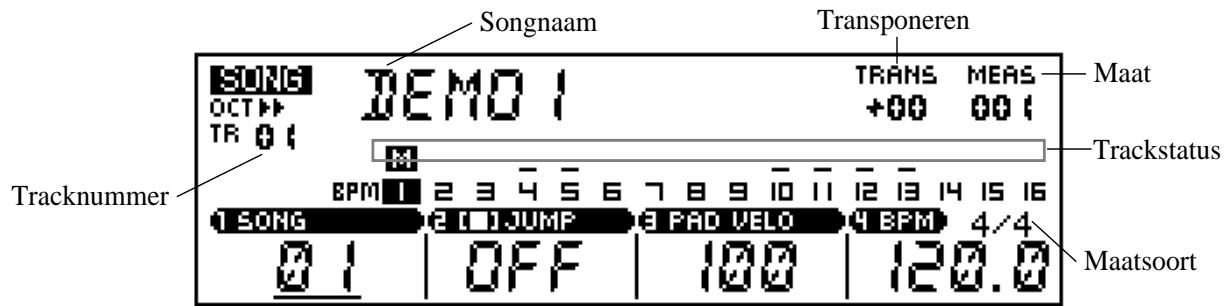 Songnaam
Transponeren
SONG
DEMO1
TRANS
MEAS
Maat
OCT
+00
001
TR 01
M
Trackstatus
Tracknummer
BPM 1 2 3 4 5 6 7 8 9 10 11 12 13 14 15 16
1 SONG
2 [■] JUMP
3 PAD VELO
4 BPM
4/4
01
OFF
100
120.0
Maatsoort